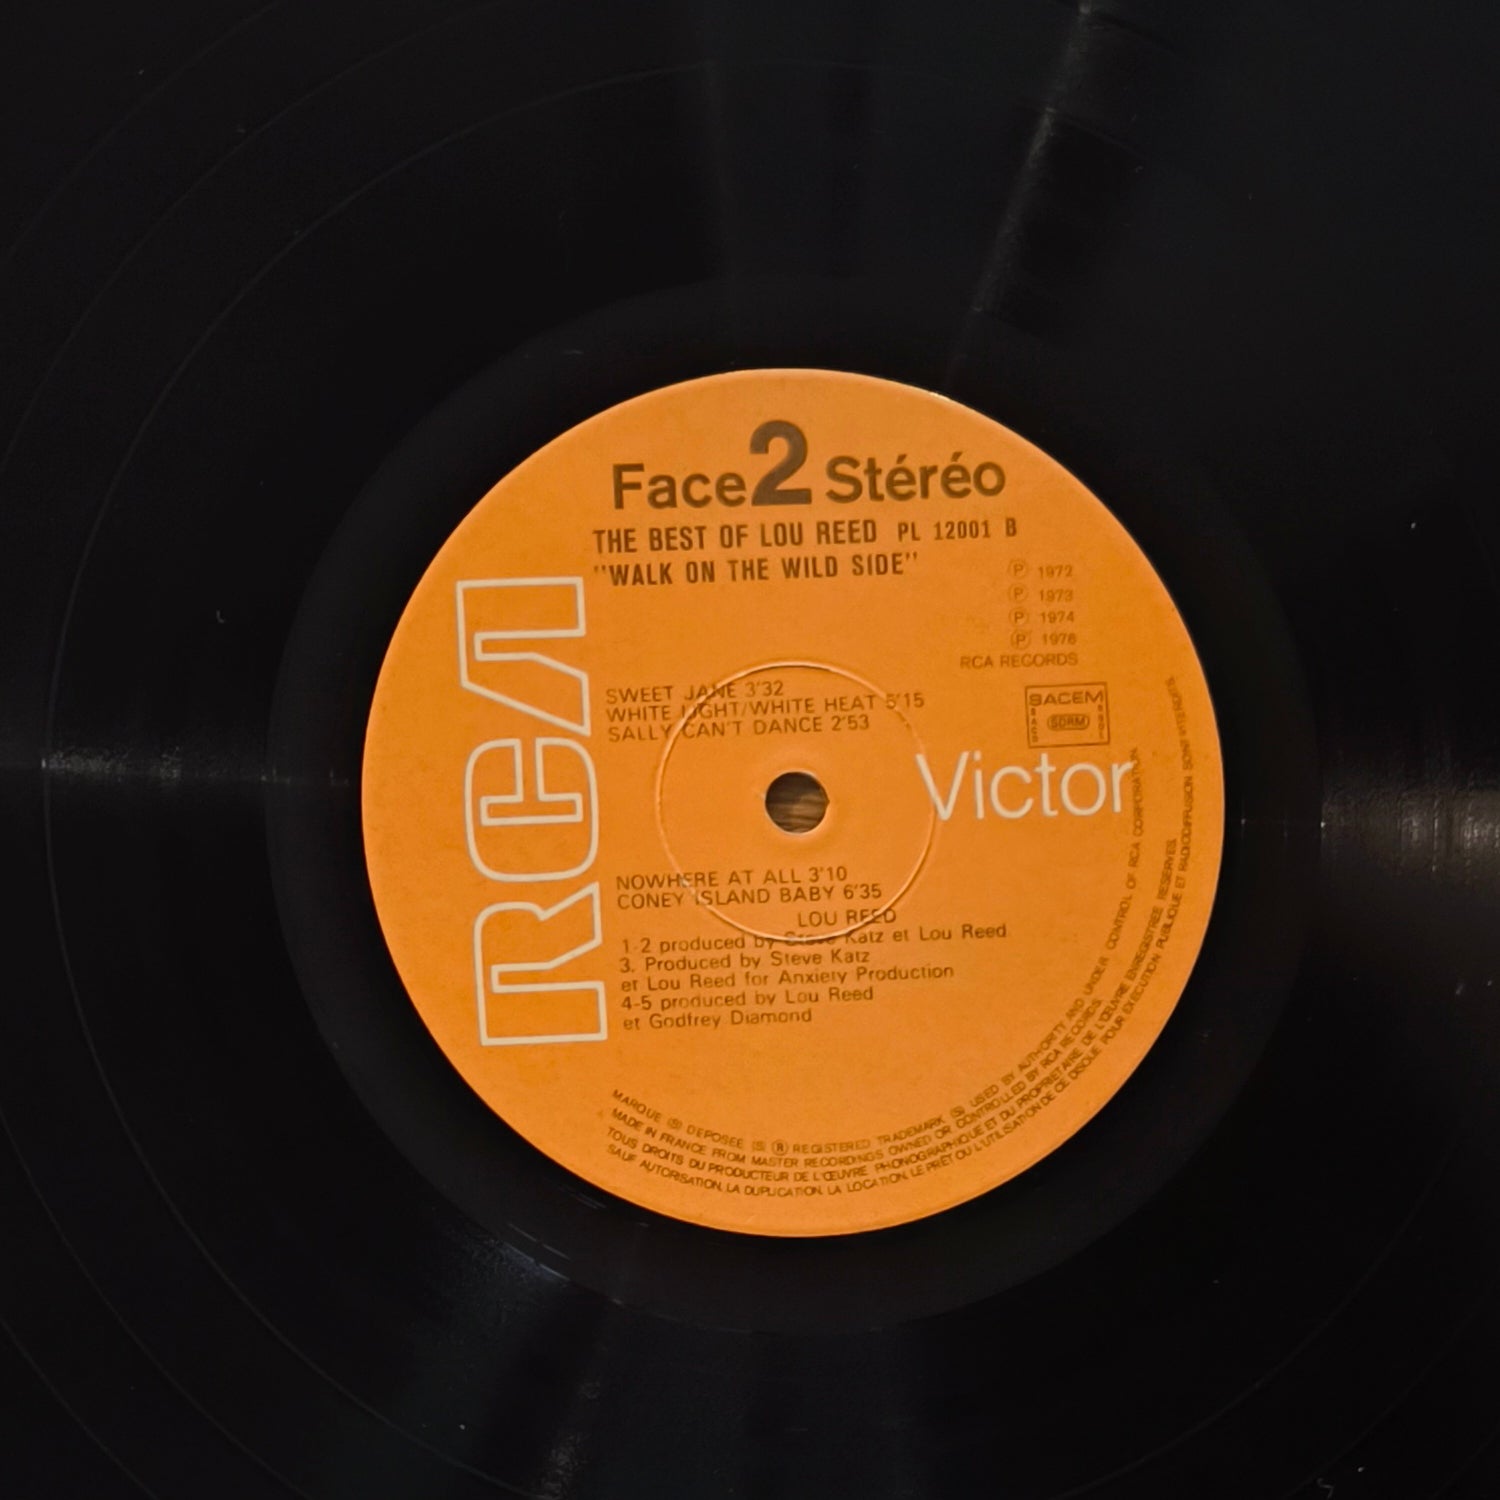 Face 2 Stéréo
THE BEST OF LOU REED PL 12001 B
"WALK ON THE WILD SIDE"
℗ 1972
℗ 1973
℗ 1974
℗ 1976
RCA RECORDS
RCA
SWEET JANE 3'32
WHITE LIGHT/WHITE HEAT 5'15
SALLY CAN'T DANCE 2'53
SACEM
SDRM
Victor
NOWHERE AT ALL 3'10
CONEY ISLAND BABY 6'35
LOU REED
1-2 produced by Steve Katz et Lou Reed
3. Produced by Steve Katz
et Lou Reed for Anxiety Production
4-5 produced by Lou Reed
et Godfrey Diamond
MARQUE (S) DEPOSEE (S) ® REGISTERED TRADEMARK (S) USED BY AUTHORITY AND UNDER CONTROL OF RCA CORPORATION.
MADE IN FRANCE FROM MASTER RECORDINGS OWNED OR CONTROLLED BY RCA RECORDS.
TOUS DROITS DU PRODUCTEUR DE L'ŒUVRE PHONOGRAPHIQUE ET DU PROPRIETAIRE DE L'ŒUVRE ENREGISTREE RESERVES.
SAUF AUTORISATION, LA DUPLICATION, LA LOCATION, LE PRÊT OU L'UTILISATION DE CE DISQUE POUR EXECUTION PUBLIQUE ET RADIODIFFUSION SONT INTERDITS.